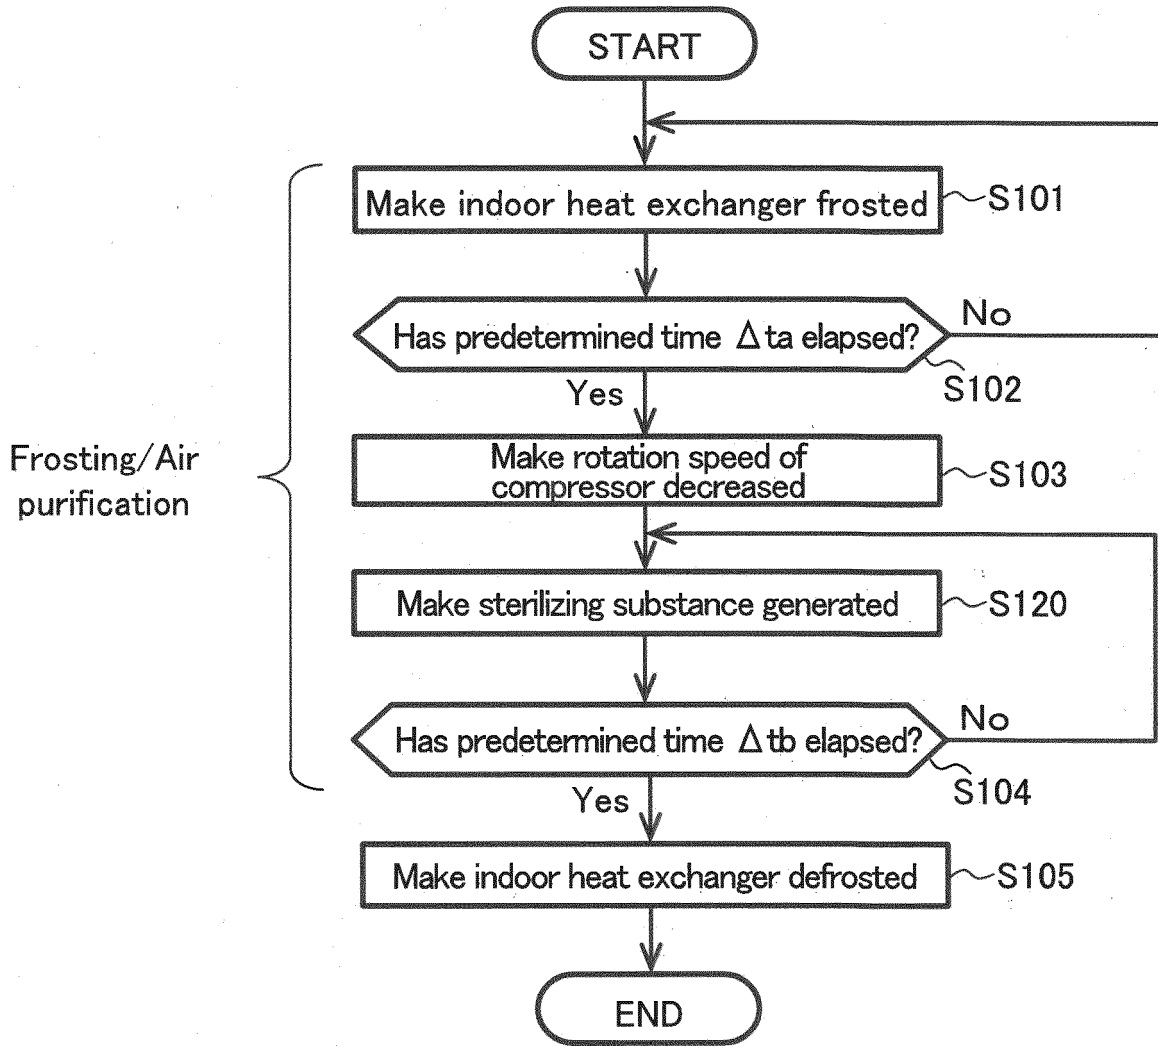 START
Make indoor heat exchanger frosted
S101
Has predetermined time Δta elapsed?
No
S102
Yes
Frosting/Air
purification
Make rotation speed of
compressor decreased
S103
Make sterilizing substance generated
S120
Has predetermined time Δtb elapsed?
No
S104
Yes
Make indoor heat exchanger defrosted
S105
END